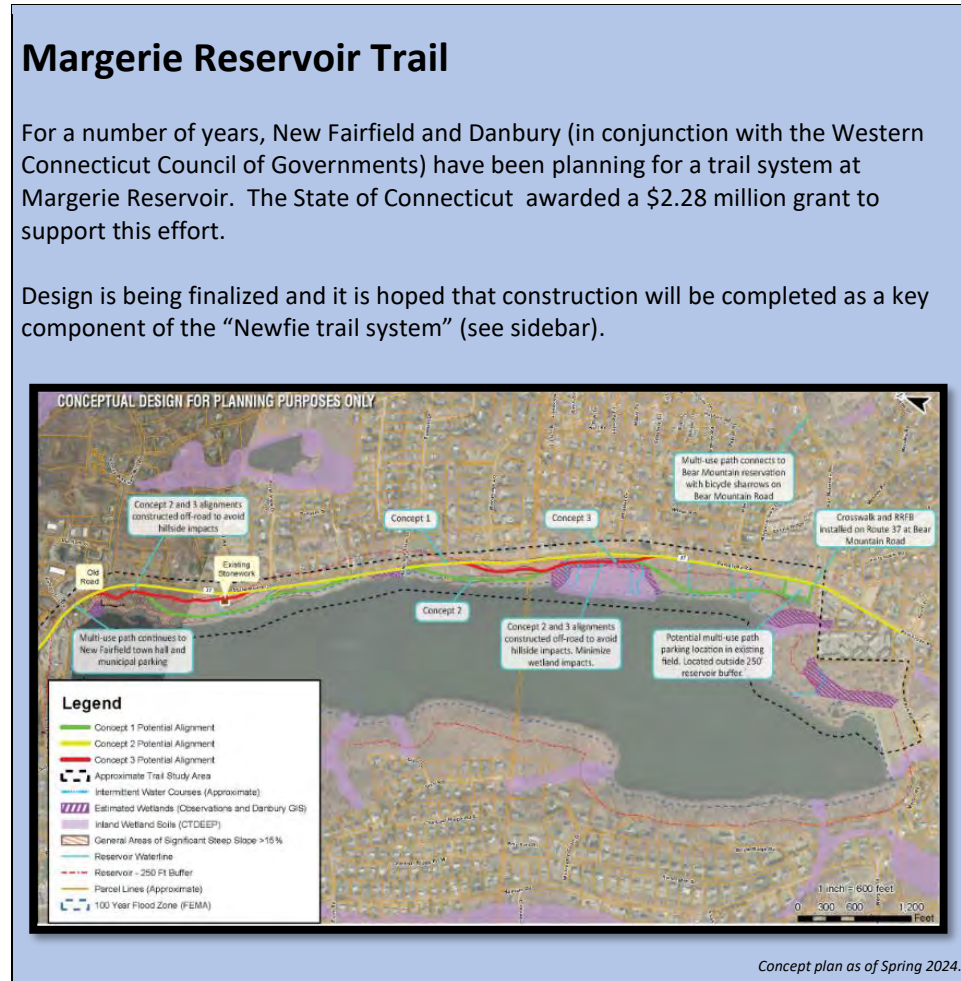 Margerie Reservoir Trail
For a number of years, New Fairfield and Danbury (in conjunction with the Western
Connecticut Council of Governments) have been planning for a trail system at
Margerie Reservoir.  The State of Connecticut  awarded a $2.28 million grant to
support this effort.
Design is being finalized and it is hoped that construction will be completed as a key
component of the “Newfie trail system” (see sidebar).
CONCEPTUAL DESIGN FOR PLANNING PURPOSES ONLY
Multi-use path connects to
Bear Mountain reservation
with bicycle sharrows on
Bear Mountain Road
Concept 2 and 3 alignments
constructed off-road to avoid
hillside impacts
Concept 1
Concept 3
Crosswalk and RRFB
installed on Route 37 at Bear
Mountain Road
Old
Road
Existing
Stonework
37
37
Concept 2
Multi-use path continues to
New Fairfield town hall and
municipal parking
Concept 2 and 3 alignments
constructed off-road to avoid
hillside impacts. Minimize
wetland impacts.
Potential multi-use path
parking location in existing
field. Located outside 250'
reservoir buffer.
Legend
Concept 1 Potential Alignment
Concept 2 Potential Alignment
Concept 3 Potential Alignment
Approximate Trail Study Area
Intermittent Water Courses (Approximate)
Estimated Wetlands (Observations and Danbury GIS)
Inland Wetland Soils (CTDEEP)
General Areas of Significant Steep Slope >15%
Reservoir Waterline
Reservoir - 250 Ft Buffer
Parcel Lines (Approximate)
100 Year Flood Zone (FEMA)
1 inch = 600 feet
0 300 600 1,200
Feet
Concept plan as of Spring 2024.